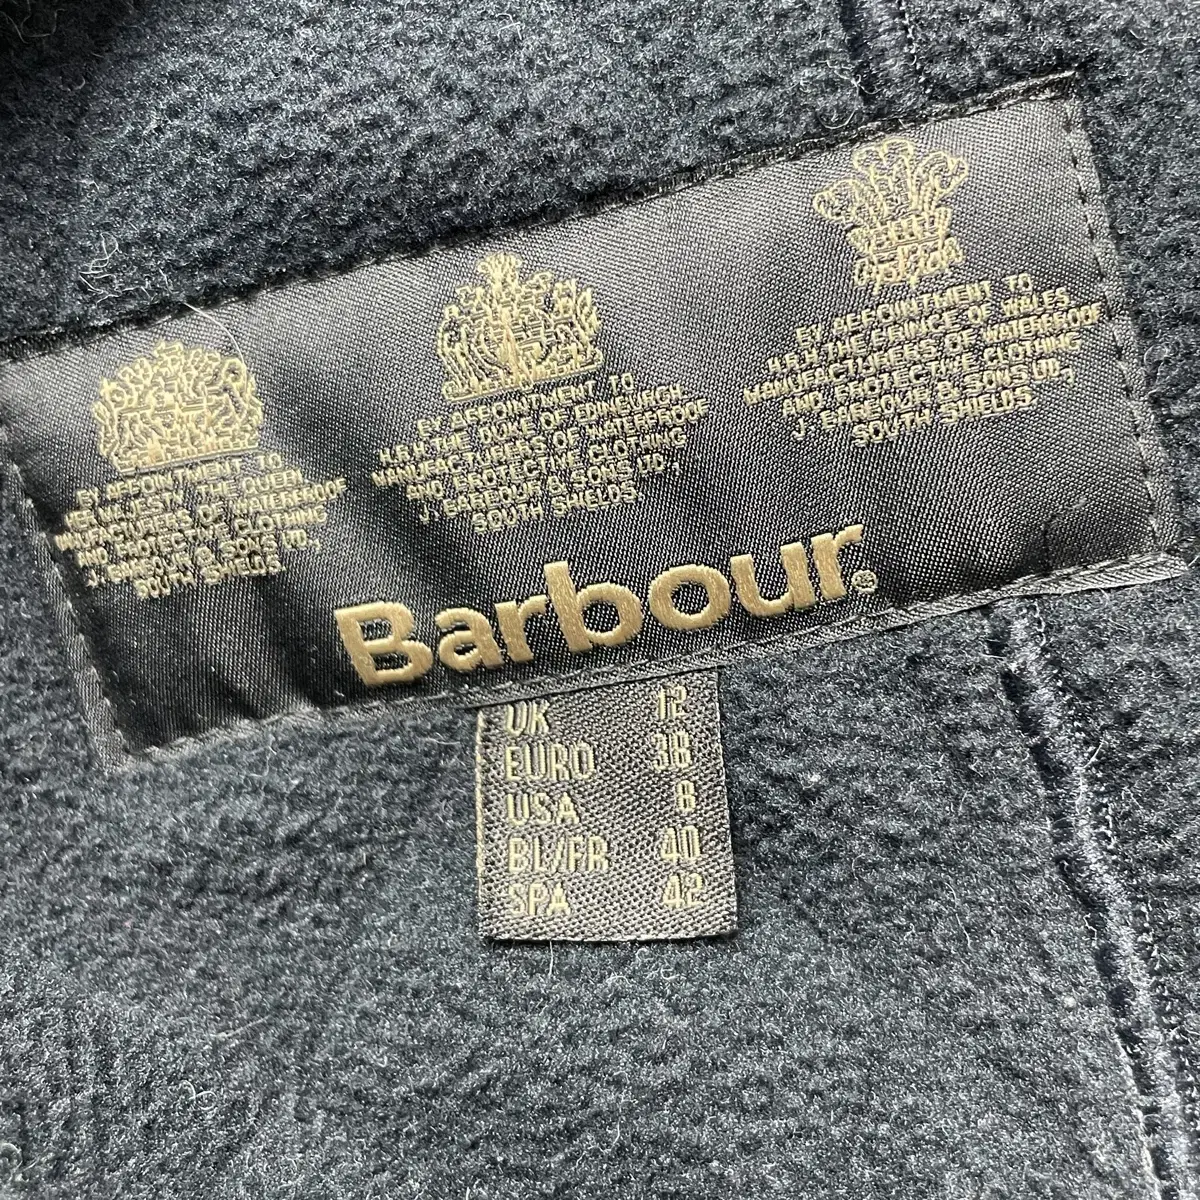 BY APPOINTMENT TO
HER MAJESTY THE QUEEN
MANUFACTURERS OF WATERPROOF
AND PROTECTIVE CLOTHING
J. BARBOUR & SONS LTD.,
SOUTH SHIELDS
BY APPOINTMENT TO
H.R.H. THE DUKE OF EDINBURGH
MANUFACTURERS OF WATERPROOF
AND PROTECTIVE CLOTHING
J. BARBOUR & SONS LTD.,
SOUTH SHIELDS
BY APPOINTMENT TO
H.R.H. THE PRINCE OF WALES
MANUFACTURERS OF WATERPROOF
AND PROTECTIVE CLOTHING
J. BARBOUR & SONS LTD.,
SOUTH SHIELDS
Barbour®
UK 12
EURO 38
USA 8
BL/FR 40
SPA 42